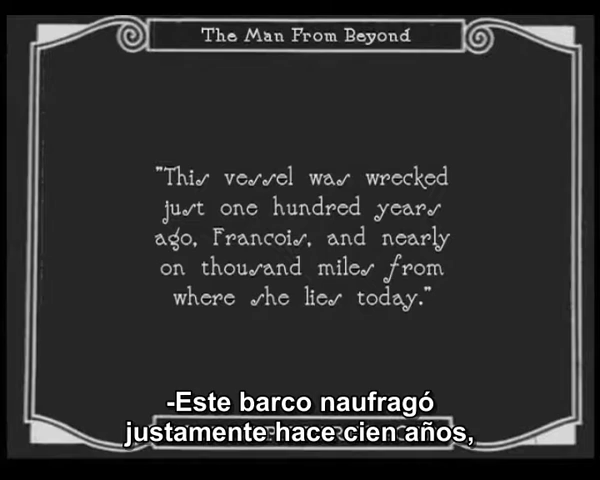 The Man From Beyond
"This vessel was wrecked
just one hundred years
ago, Francois, and nearly
on thousand miles from
where she lies today."
-Este barco naufragó
justamente hace cien años,